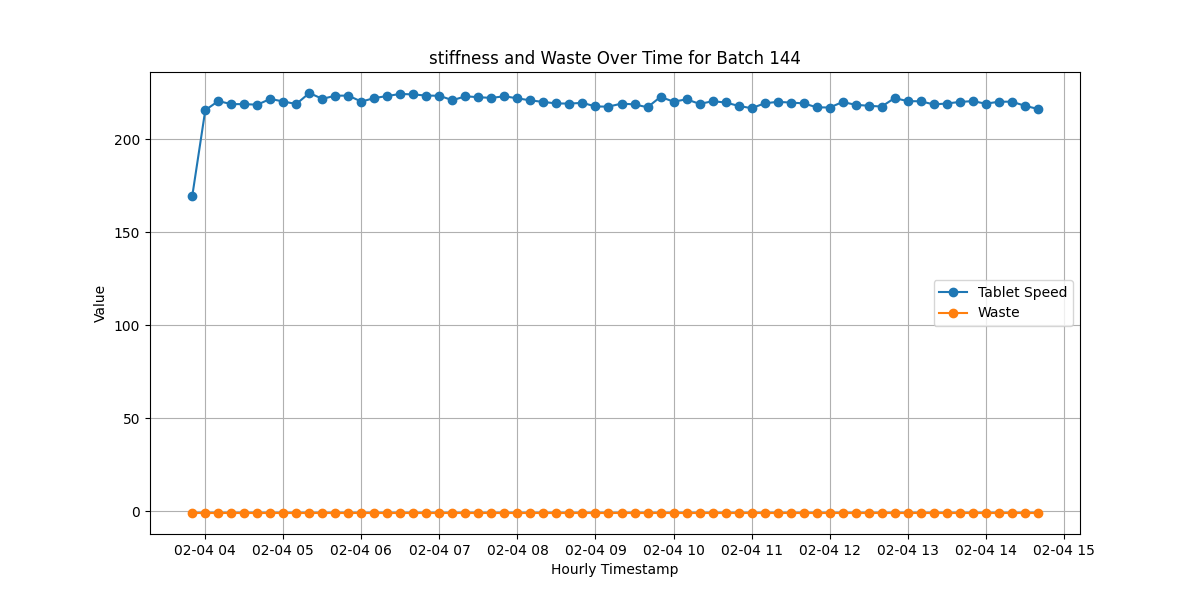 stiffness and Waste Over Time for Batch 144
Value
200
150
100
50
0
Tablet Speed
Waste
02-04 04 02-04 05 02-04 06 02-04 07 02-04 08 02-04 09 02-04 10 02-04 11 02-04 12 02-04 13 02-04 14 02-04 15
Hourly Timestamp